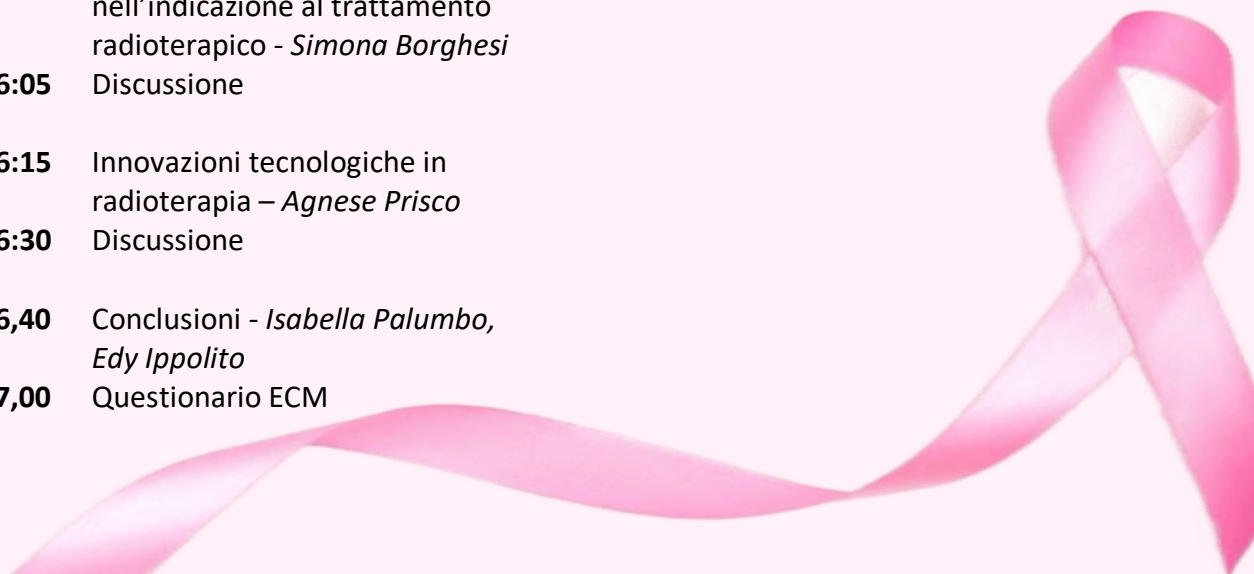 nell’indicazione al trattamento
radioterapico - Simona Borghesi
6:05 Discussione
6:15 Innovazioni tecnologiche in
radioterapia – Agnese Prisco
6:30 Discussione
6,40 Conclusioni - Isabella Palumbo,
Edy Ippolito
7,00 Questionario ECM